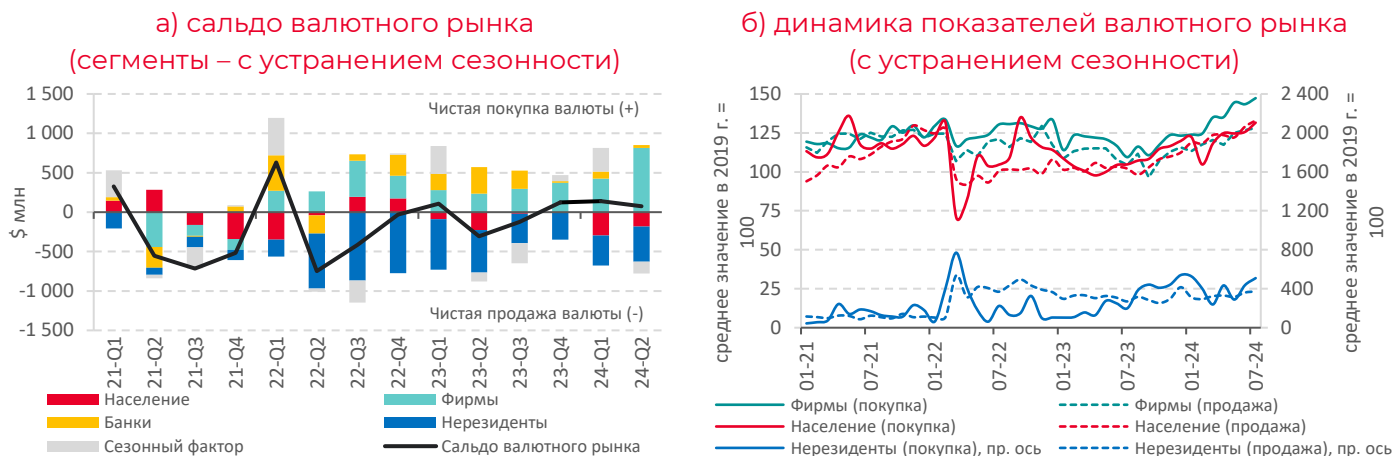 а) сальдо валютного рынка
(сегменты – с устранением сезонности)
$ млн
1 500
1 000
500
0
-500
-1 000
-1 500
Чистая покупка валюты (+)
Чистая продажа валюты (-)
21-Q1
21-Q2
21-Q3
21-Q4
22-Q1
22-Q2
22-Q3
22-Q4
23-Q1
23-Q2
23-Q3
23-Q4
24-Q1
24-Q2
Население
Фирмы
Банки
Нерезиденты
Сезонный фактор
Сальдо валютного рынка
б) динамика показателей валютного рынка
(с устранением сезонности)
среднее значение в 2019 г. =
100
150
125
100
75
50
25
0
2 400
2 000
1 600
1 200
800
400
0
среднее значение в 2019 г. =
100
01-21
07-21
01-22
07-22
01-23
07-23
01-24
07-24
Фирмы (покупка)
Фирмы (продажа)
Население (покупка)
Население (продажа)
Нерезиденты (покупка), пр. ось
Нерезиденты (продажа), пр. ось